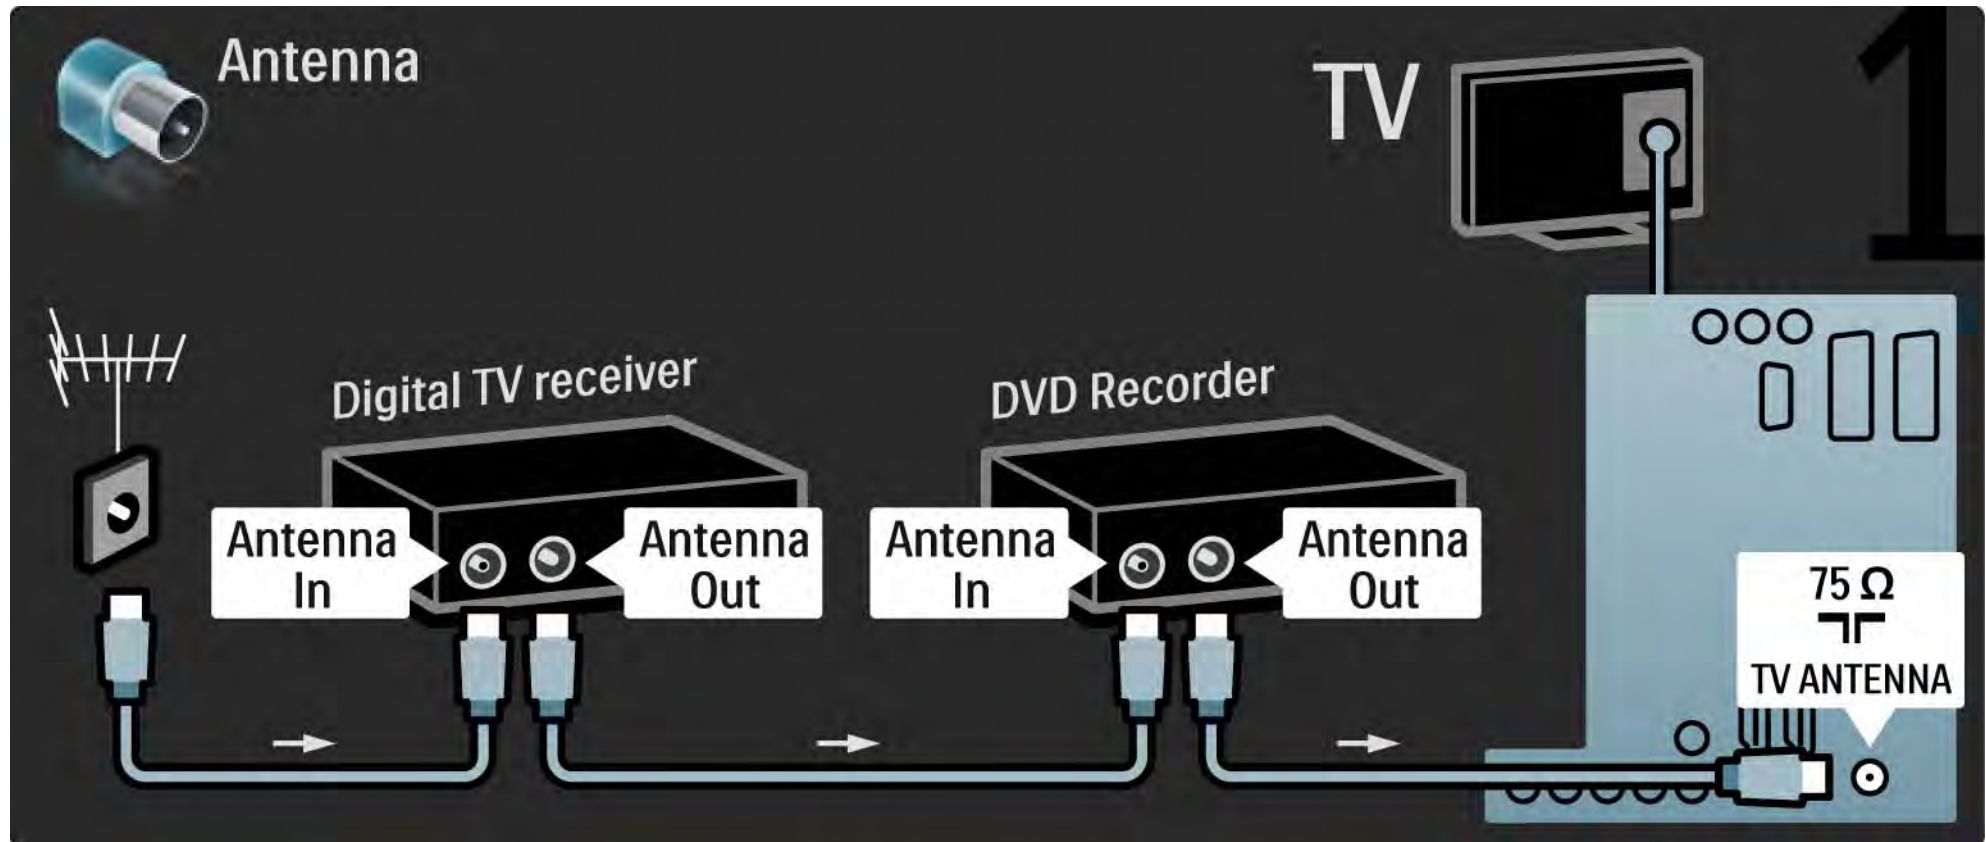 Antenna
TV
1
Digital TV receiver
DVD Recorder
Antenna
In
Antenna
Out
Antenna
In
Antenna
Out
75 Ω
TV ANTENNA